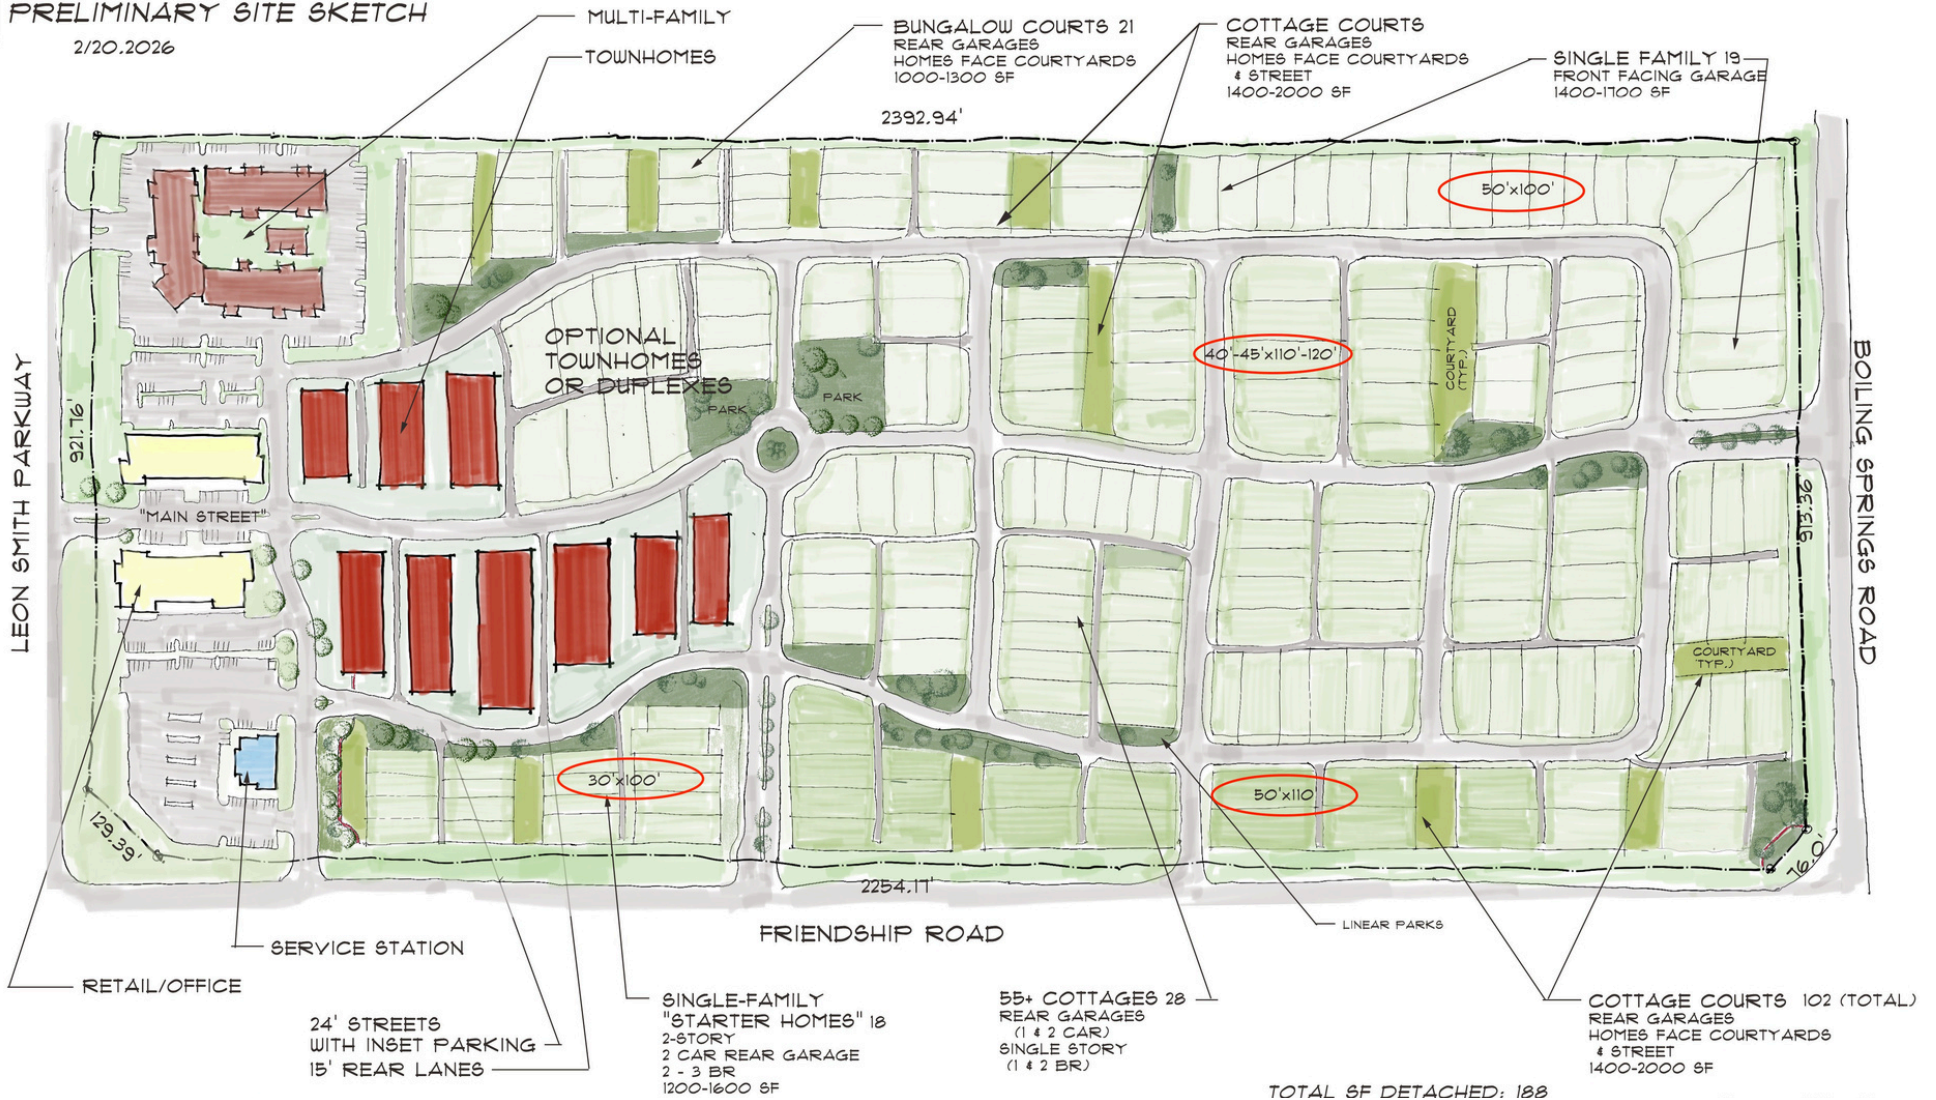 PRELIMINARY SITE SKETCH
2/20.2026
MULTI-FAMILY
TOWNHOMES
BUNGALOW COURTS 21
REAR GARAGES
HOMES FACE COURTYARDS
1000-1300 SF
COTTAGE COURTS
REAR GARAGES
HOMES FACE COURTYARDS
& STREET
1400-2000 SF
SINGLE FAMILY 19
FRONT FACING GARAGE
1400-1700 SF
2392.94'
50'x100'
OPTIONAL
TOWNHOMES
OR DUPLEXES
PARK
PARK
40'-45'x110'-120'
COURTYARD
(TYP.)
LEON SMITH PARKWAY
921.76'
BOILING SPRINGS ROAD
913.36'
"MAIN STREET"
COURTYARD
TYP.)
30'x100'
50'x110'
129.39'
76.0'
2254.17'
FRIENDSHIP ROAD
LINEAR PARKS
SERVICE STATION
RETAIL/OFFICE
24' STREETS
WITH INSET PARKING
15' REAR LANES
SINGLE-FAMILY
"STARTER HOMES" 18
2-STORY
2 CAR REAR GARAGE
2 - 3 BR
1200-1600 SF
55+ COTTAGES 28
REAR GARAGES
(1 & 2 CAR)
SINGLE STORY
(1 & 2 BR)
COTTAGE COURTS 102 (TOTAL)
REAR GARAGES
HOMES FACE COURTYARDS
& STREET
1400-2000 SF
TOTAL SF DETACHED: 188